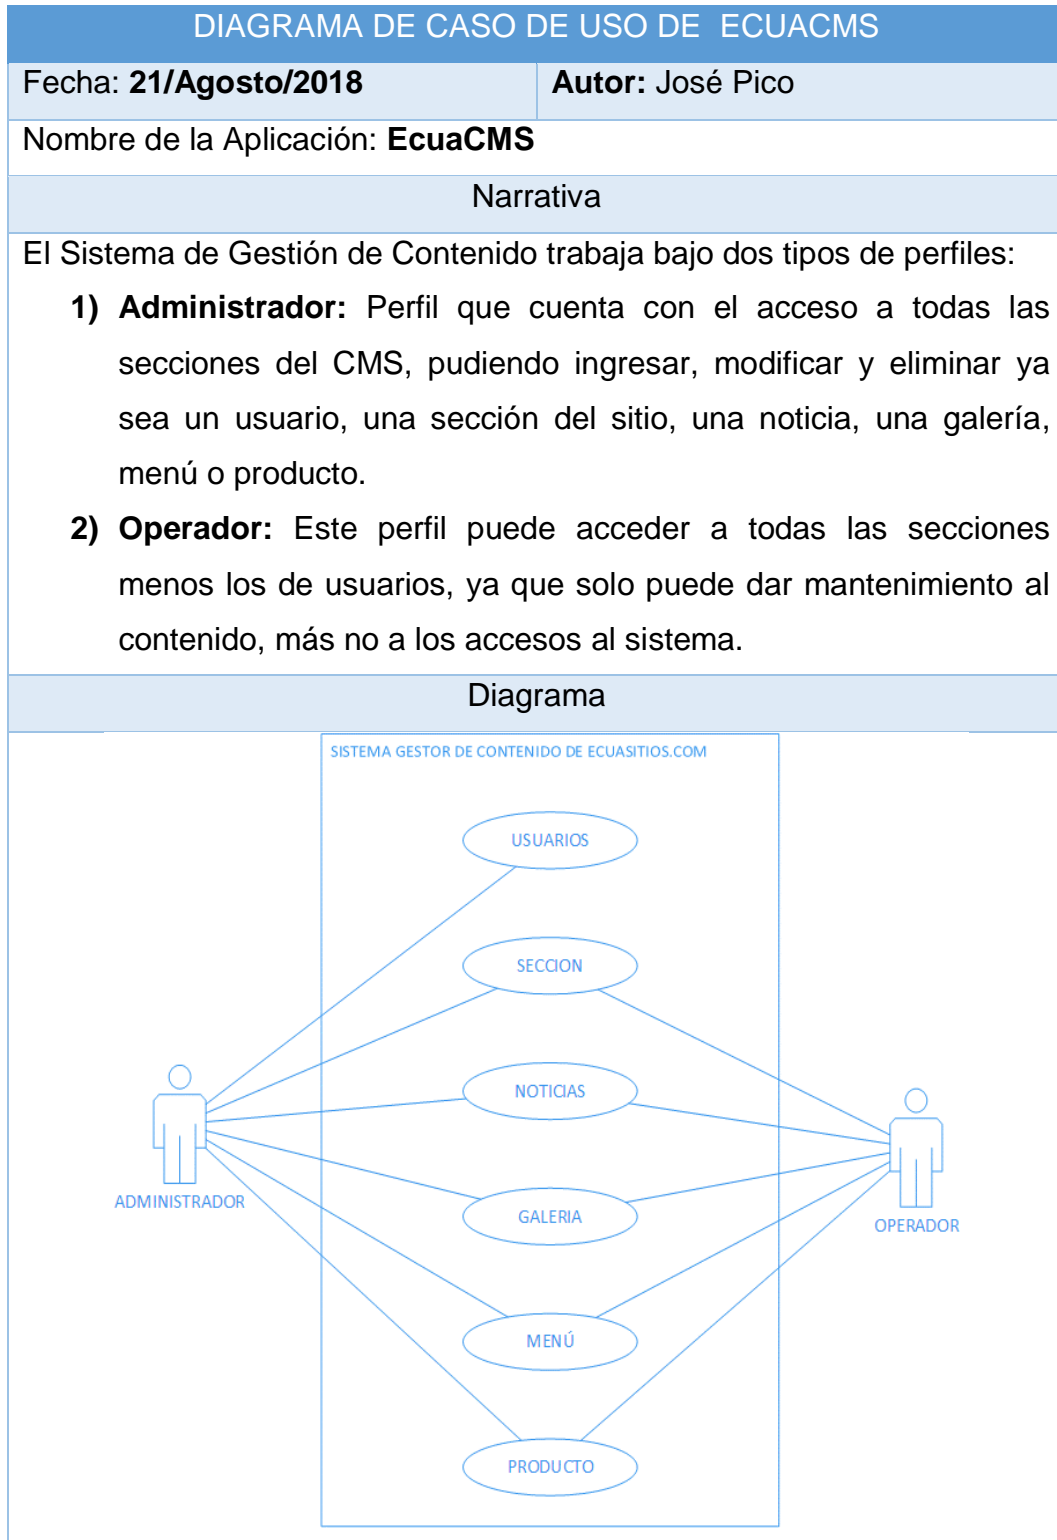 DIAGRAMA DE CASO DE USO DE ECUACMS
Fecha: 21/Agosto/2018
Autor: José Pico
Nombre de la Aplicación: EcuaCMS
Narrativa
El Sistema de Gestión de Contenido trabaja bajo dos tipos de perfiles:
1) Administrador: Perfil que cuenta con el acceso a todas las
secciones del CMS, pudiendo ingresar, modificar y eliminar ya
sea un usuario, una sección del sitio, una noticia, una galería,
menú o producto.
2) Operador: Este perfil puede acceder a todas las secciones
menos los de usuarios, ya que solo puede dar mantenimiento al
contenido, más no a los accesos al sistema.
Diagrama
SISTEMA GESTOR DE CONTENIDO DE ECUASITIOS.COM
USUARIOS
SECCION
NOTICIAS
ADMINISTRADOR
GALERIA
OPERADOR
MENÚ
PRODUCTO